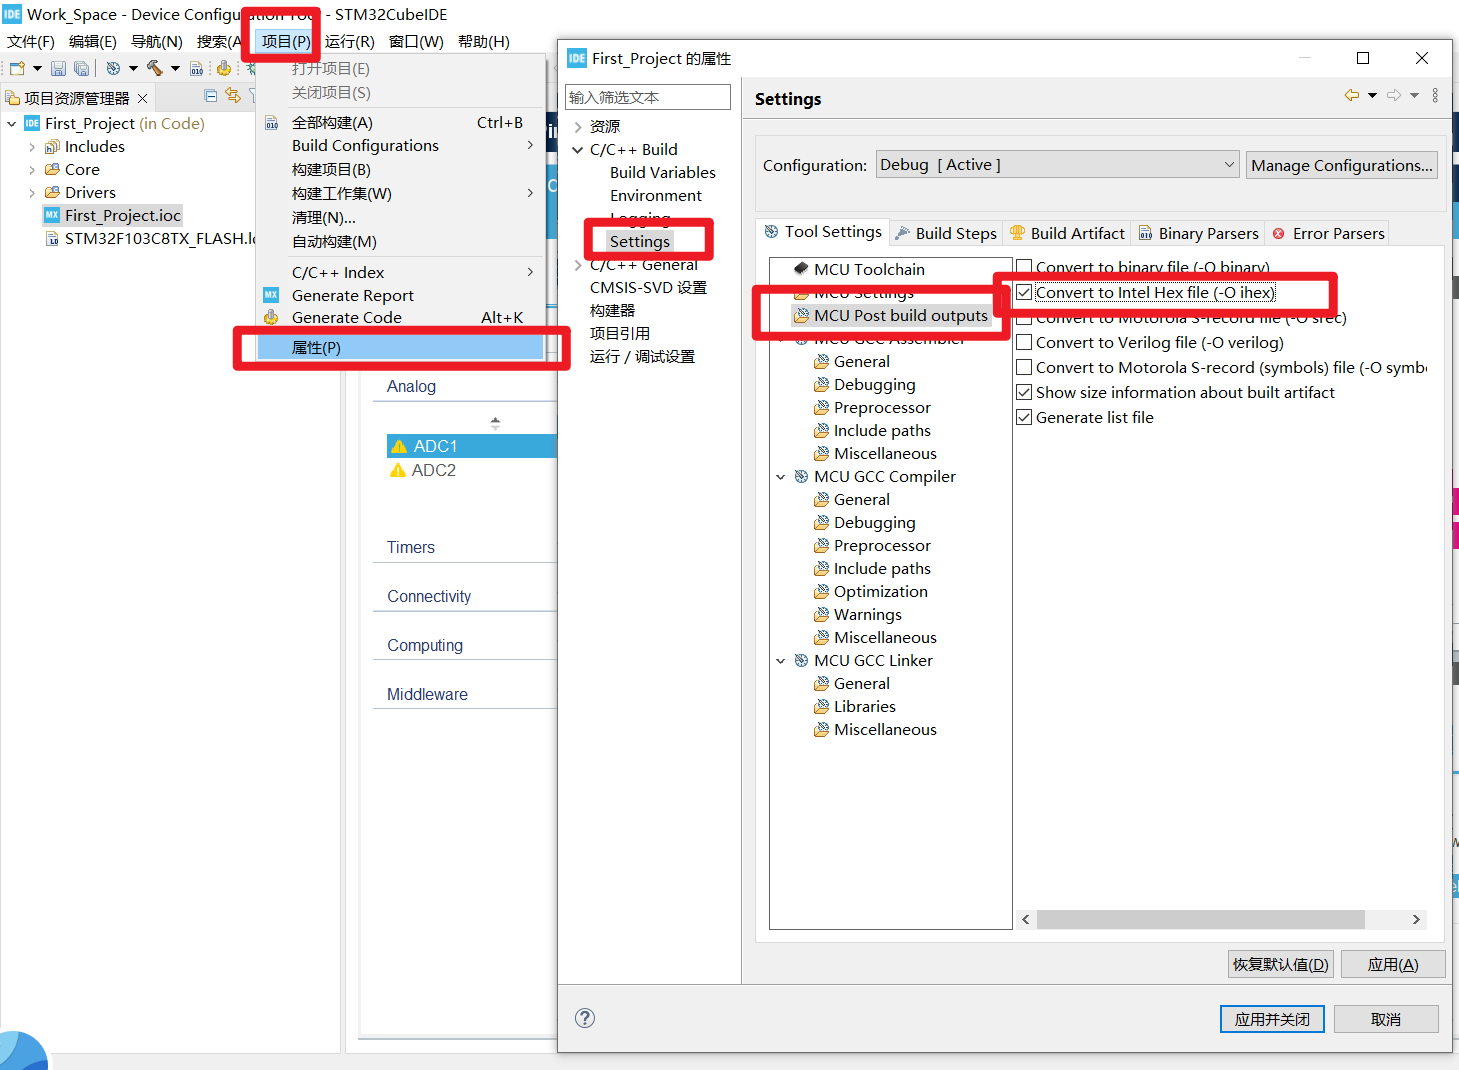 IDE Work_Space - Device Configuration Tool - STM32CubeIDE
文件(F) 编辑(E) 导航(N) 搜索(A 项目(P) 运行(R) 窗口(W) 帮助(H)
项目资源管理器
IDE First_Project (in Code)
Includes
Core
Drivers
MX First_Project.ioc
STM32F103C8TX_FLASH.l
打开项目(E)
关闭项目(S)
全部构建(A) Ctrl+B
Build Configurations
构建项目(B)
构建工作集(W)
清理(N)...
自动构建(M)
C/C++ Index
MX Generate Report
Generate Code Alt+K
属性(P)
Analog
ADC1
ADC2
Timers
Connectivity
Computing
Middleware
IDE First_Project 的属性
输入筛选文本
资源
C/C++ Build
Build Variables
Environment
Logging
Settings
C/C++ General
CMSIS-SVD 设置
构建器
项目引用
运行 / 调试设置
Settings
Configuration: Debug [ Active ] Manage Configurations...
Tool Settings Build Steps Build Artifact Binary Parsers Error Parsers
MCU Toolchain
MCU Settings
MCU Post build outputs
MCU GCC Assembler
General
Debugging
Preprocessor
Include paths
Miscellaneous
MCU GCC Compiler
General
Debugging
Preprocessor
Include paths
Optimization
Warnings
Miscellaneous
MCU GCC Linker
General
Libraries
Miscellaneous
Convert to binary file (-O binary)
Convert to Intel Hex file (-O ihex)
Convert to Motorola S-record file (-O srec)
Convert to Verilog file (-O verilog)
Convert to Motorola S-record (symbols) file (-O symb
Show size information about built artifact
Generate list file
恢复默认值(D) 应用(A)
应用并关闭 取消